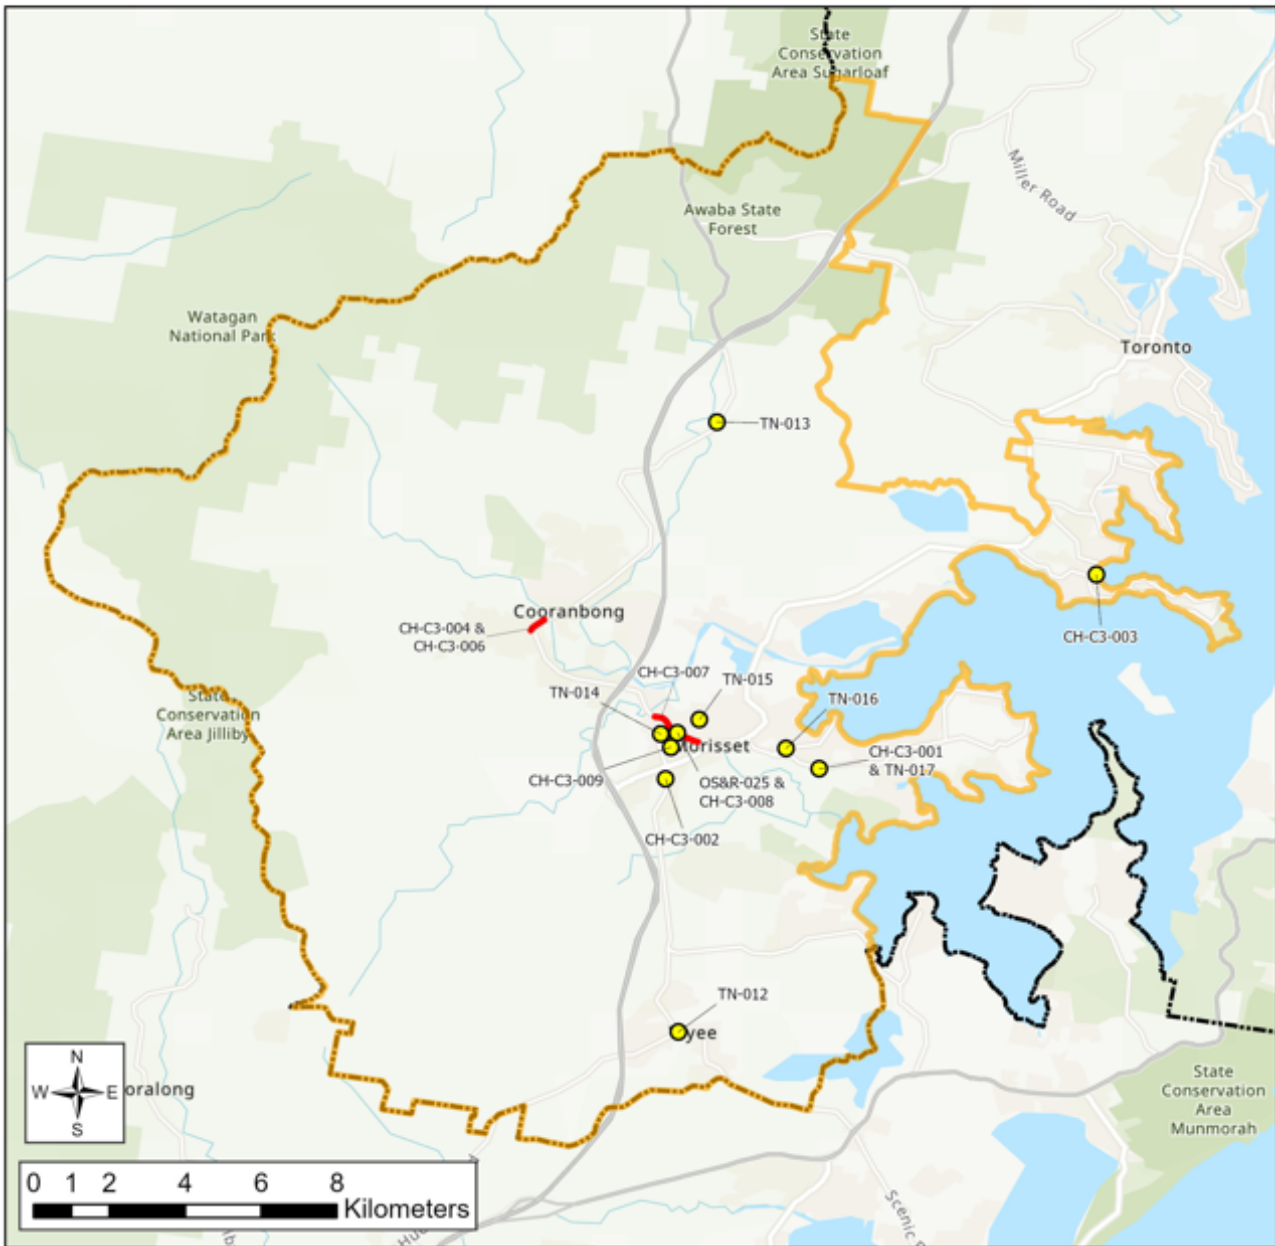 State
Conservation
Area Sugarloaf
Miller Road
Awaba State
Forest
Watagan
National Park
Toronto
TN-013
Cooranbong
CH-C3-004 &
CH-C3-006
CH-C3-003
CH-C3-007
TN-015
TN-014
TN-016
State
Conservation
Area Jilliby
Morisset
CH-C3-001
& TN-017
CH-C3-009
OS&R-025 &
CH-C3-008
CH-C3-002
TN-012
yee
N
W E
S
oralong
State
Conservation
Area
Munmorah
0 1 2 4 6 8
Kilometers
Scenic